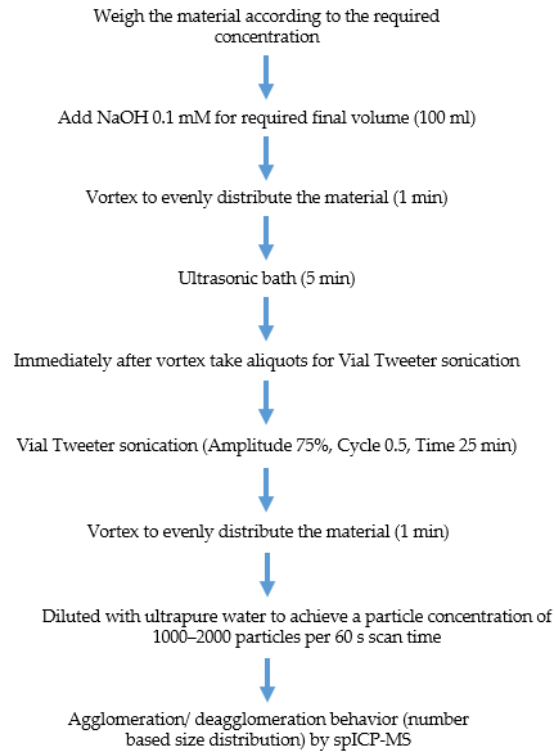 Weigh the material according to the required
concentration
Add NaOH 0.1 mM for required final volume (100 ml)
Vortex to evenly distribute the material (1 min)
Ultrasonic bath (5 min)
Immediately after vortex take aliquots for Vial Tweeter sonication
Vial Tweeter sonication (Amplitude 75%, Cycle 0.5, Time 25 min)
Vortex to evenly distribute the material (1 min)
Diluted with ultrapure water to achieve a particle concentration of
1000–2000 particles per 60 s scan time
Agglomeration/ deagglomeration behavior (number
based size distribution) by spICP-MS